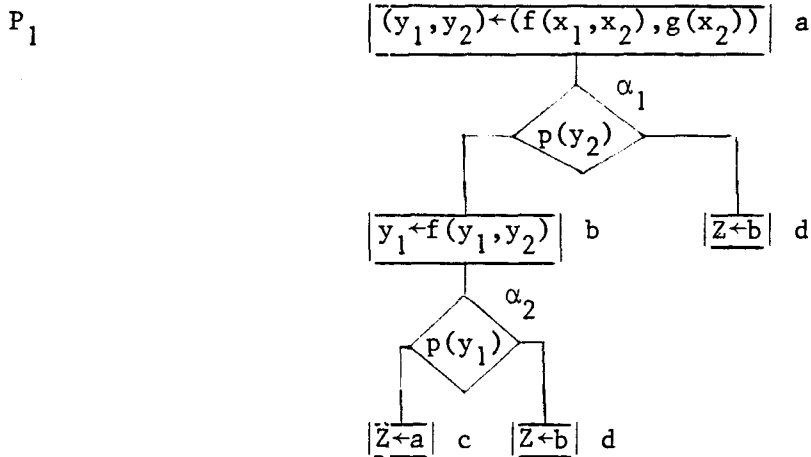 P₁ (y₁,y₂)←(f(x₁,x₂),g(x₂)) a
α₁
p(y₂)
y₁←f(y₁,y₂) b Z←b d
α₂
p(y₁)
Z←a c Z←b d